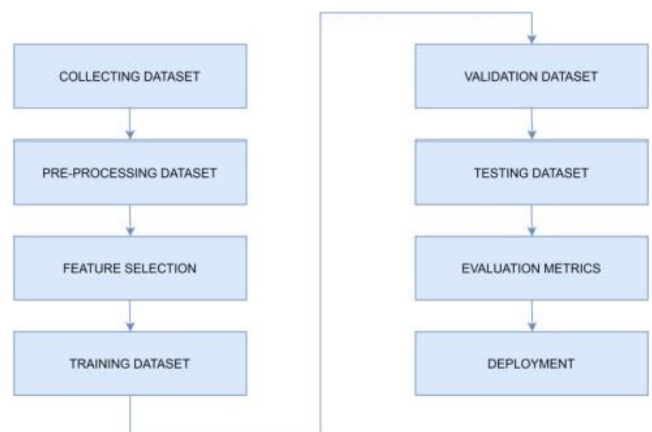 COLLECTING DATASET
PRE-PROCESSING DATASET
FEATURE SELECTION
TRAINING DATASET
VALIDATION DATASET
TESTING DATASET
EVALUATION METRICS
DEPLOYMENT